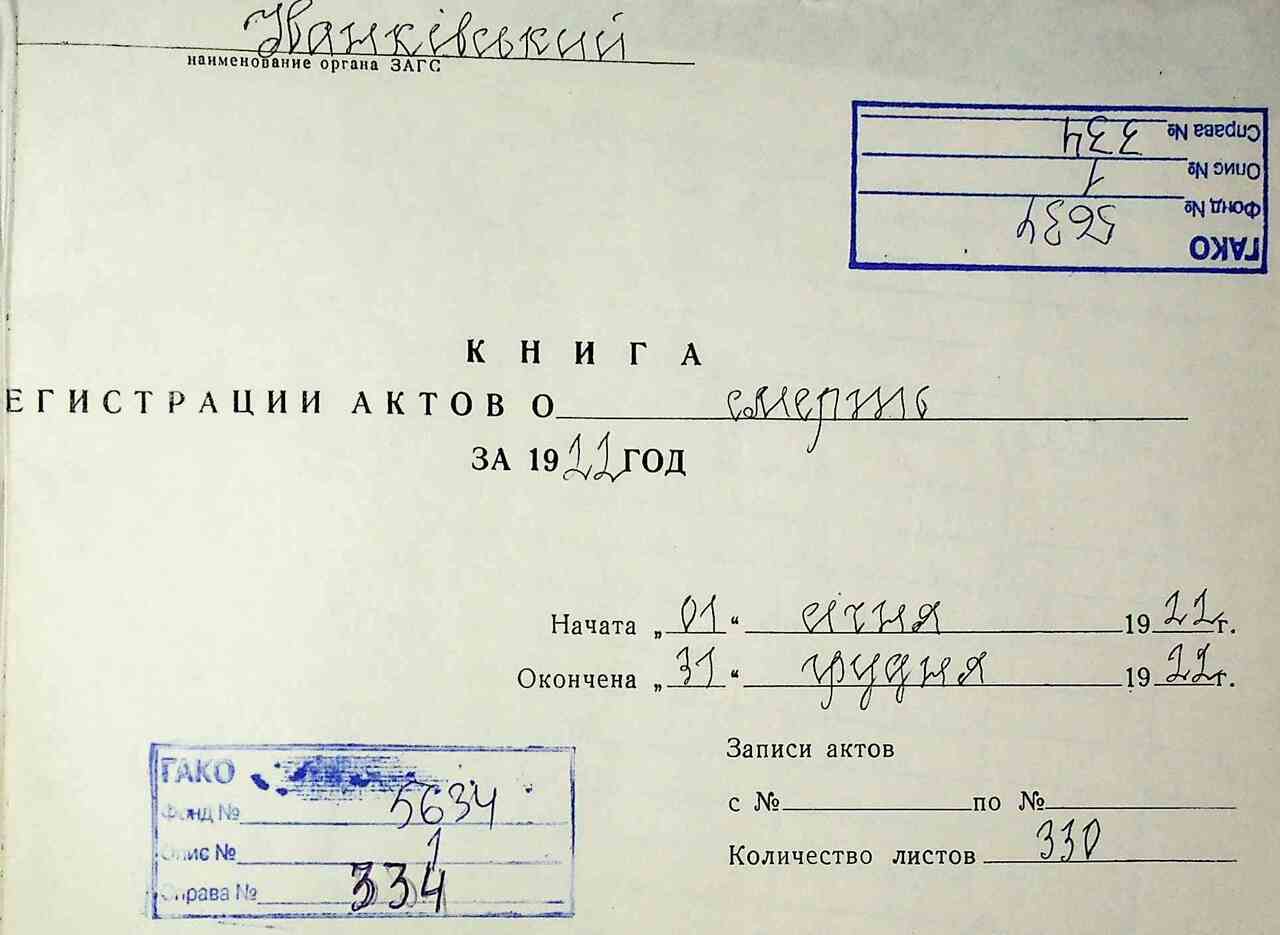 Іванківський
наименование органа ЗАГС
ГАКО
Фонд № 5634
Опис № 1
Справа № 334
КНИГА
ЕГИСТРАЦИИ АКТОВ О смерть
ЗА 1922 ГОД
Начата „01“ січня 1922 г.
Окончена „31“ грудня 1922 г.
Записи актов
с № по №
Количество листов 330
ГАКО
Фонд № 5634
Опис № 1
Справа № 334